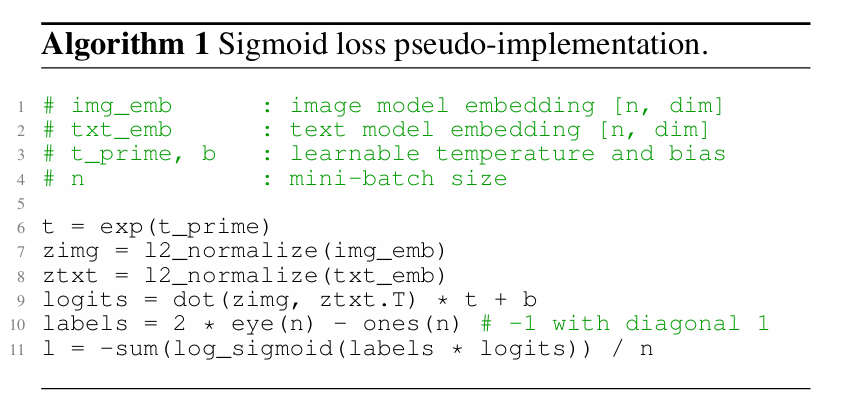 Algorithm 1 Sigmoid loss pseudo-implementation.
1 # img_emb : image model embedding [n, dim]
2 # txt_emb : text model embedding [n, dim]
3 # t_prime, b : learnable temperature and bias
4 # n : mini-batch size
5
6 t = exp(t_prime)
7 zimg = l2_normalize(img_emb)
8 ztxt = l2_normalize(txt_emb)
9 logits = dot(zimg, ztxt.T) * t + b
10 labels = 2 * eye(n) - ones(n) # -1 with diagonal 1
11 l = -sum(log_sigmoid(labels * logits)) / n